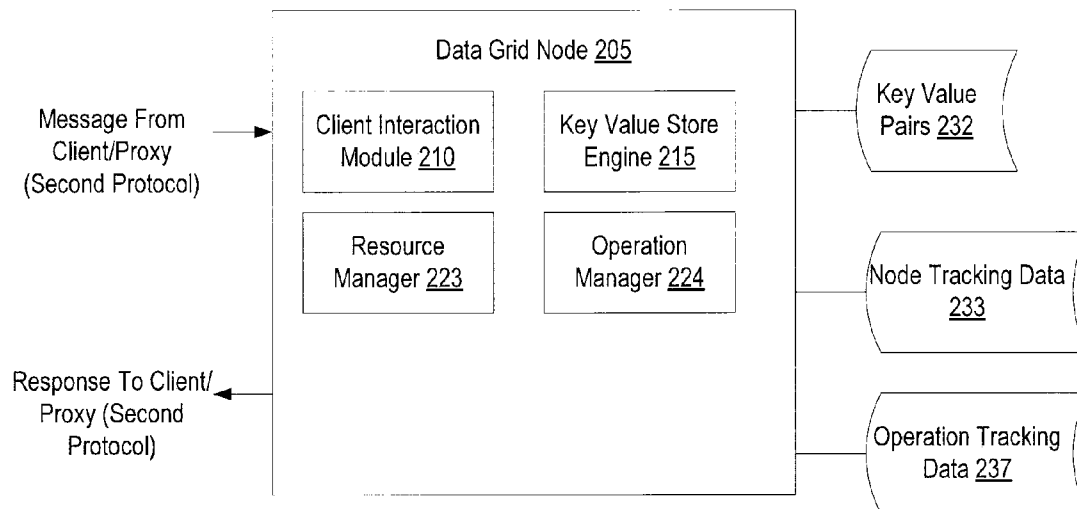 Data Grid Node 205
Message From
Client/Proxy
(Second Protocol)
Client Interaction
Module 210
Key Value Store
Engine 215
Resource
Manager 223
Operation
Manager 224
Response To Client/
Proxy (Second
Protocol)
Key Value
Pairs 232
Node Tracking Data
233
Operation Tracking
Data 237